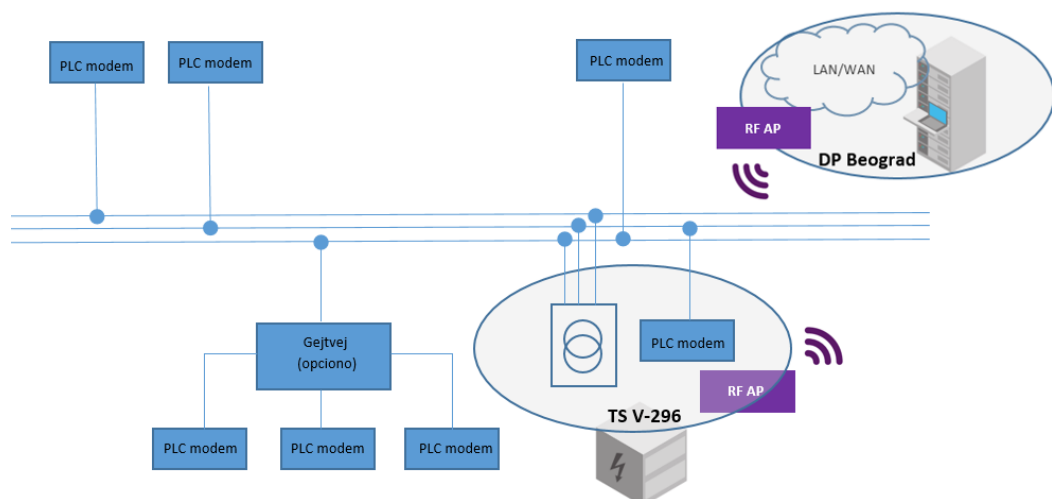 PLC modem
PLC modem
PLC modem
LAN/WAN
RF AP
DP Beograd
Gejtvej
(opciono)
PLC modem
RF AP
TS V-296
PLC modem
PLC modem
PLC modem